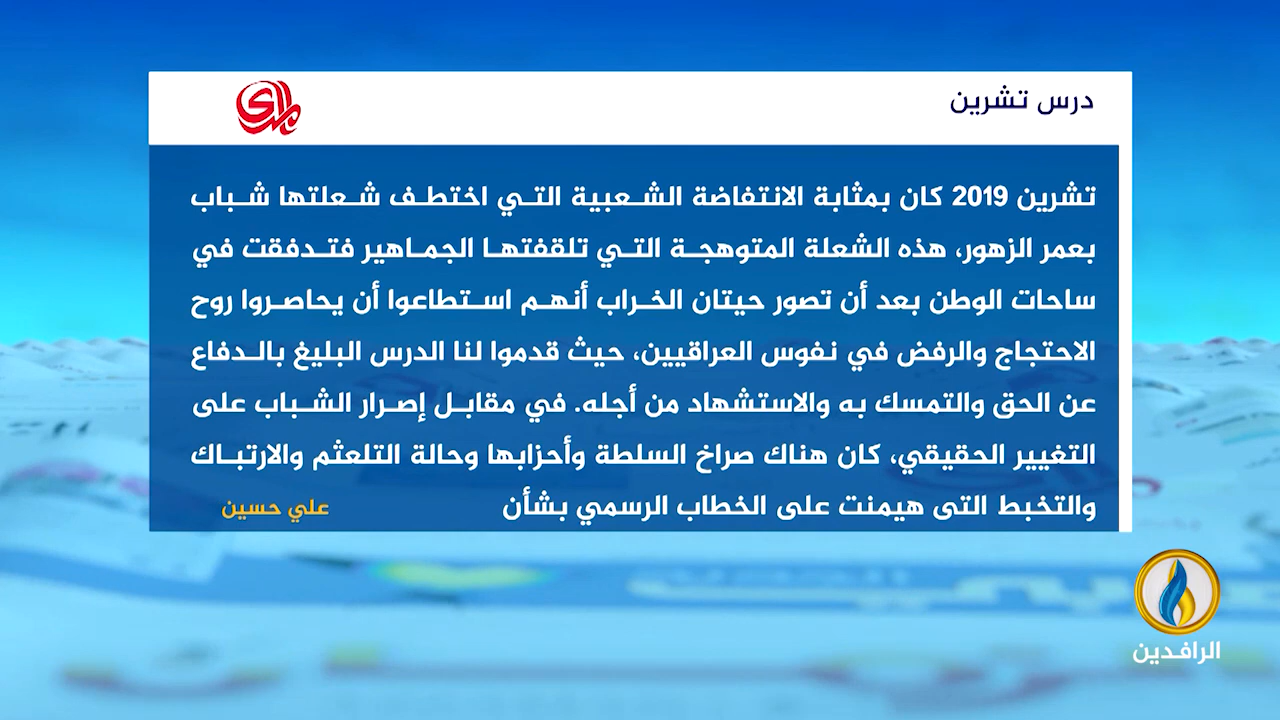 درس تشرين
المدى
تشرين 2019 كان بمثابة الانتفاضة الشعبية التي اختطف شعلتها شباب
بعمر الزهور، هذه الشعلة المتوهجة التي تلقفتها الجماهير فتدفقت في
ساحات الوطن بعد أن تصور حيتان الخراب أنهم استطاعوا أن يحاصروا روح
الاحتجاج والرفض في نفوس العراقيين، حيث قدموا لنا الدرس البليغ بالدفاع
عن الحق والتمسك به والاستشهاد من أجله. في مقابل إصرار الشباب على
التغيير الحقيقي، كان هناك صراخ السلطة وأحزابها وحالة التلعثم والارتباك
والتخبط التى هيمنت على الخطاب الرسمي بشأن
علي حسين
الرافدين